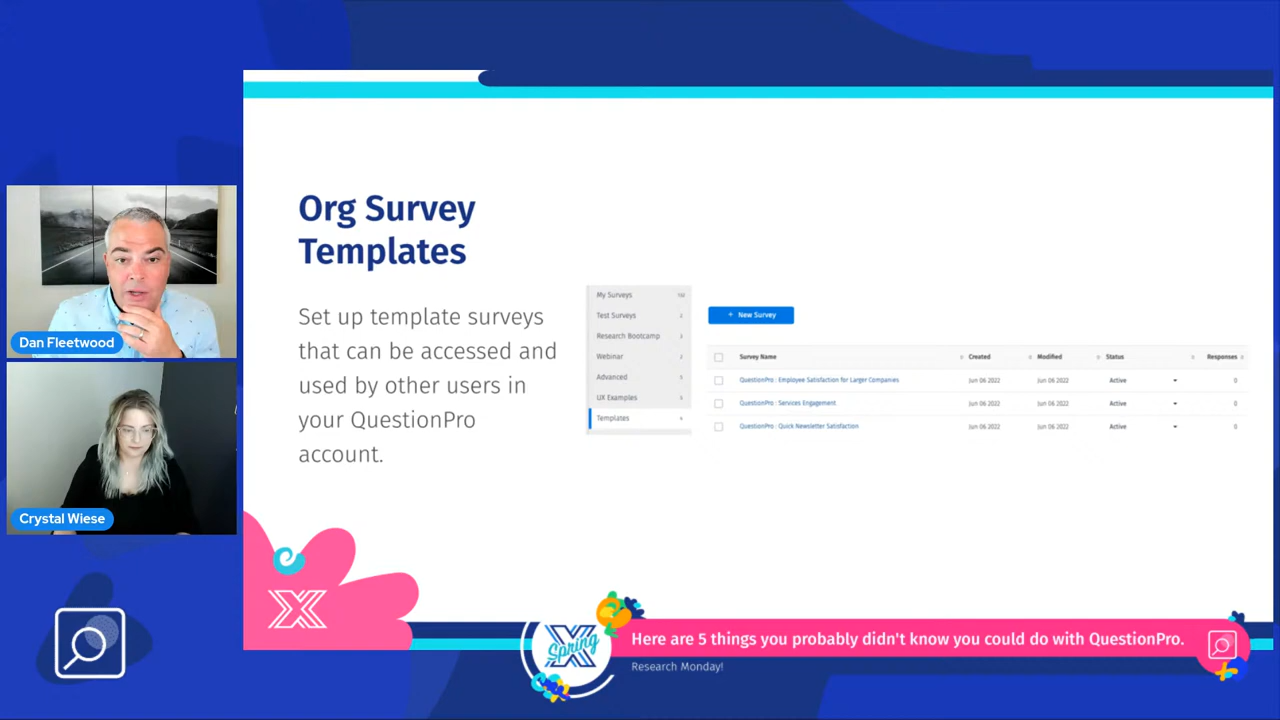 Org Survey
Templates
Set up template surveys
that can be accessed and
used by other users in
your QuestionPro
account.
My Surveys
Test Surveys 2
Research Bootcamp
Webinar
Advanced
UX Examples
Templates
+ New Survey
Survey Name Created Modified Status Responses
QuestionPro : Employee Satisfaction for Larger Companies Jun 06 2022 Jun 06 2022 Active 0
QuestionPro : Services Engagement Jun 06 2022 Jun 06 2022 Active 0
QuestionPro : Quick Newsletter Satisfaction Jun 06 2022 Jun 06 2022 Active 0
Dan Fleetwood
Crystal Wiese
X
X
Spring
Here are 5 things you probably didn't know you could do with QuestionPro.
Research Monday!